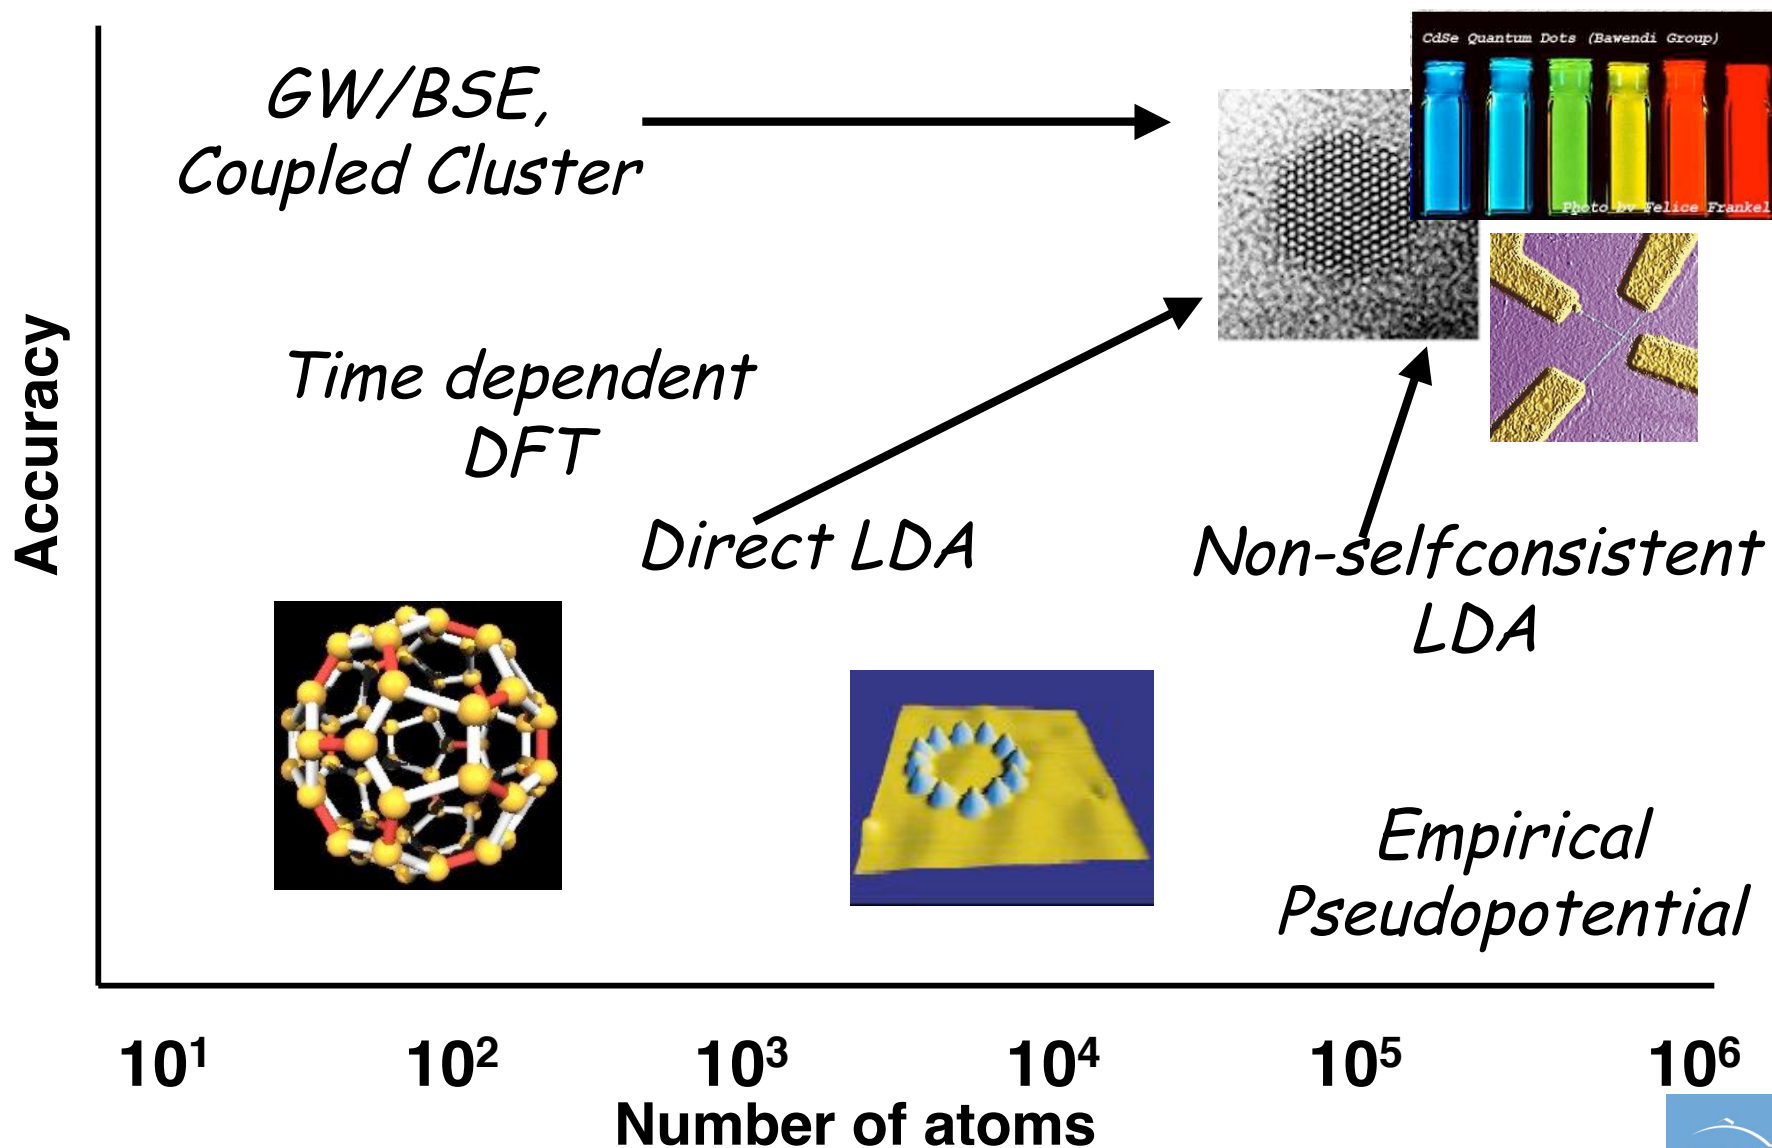 CdSe Quantum Dots (Bawendi Group)
Photo by Felice Frankel
GW/BSE,
Coupled Cluster
Time dependent
DFT
Direct LDA
Non-selfconsistent
LDA
Empirical
Pseudopotential
Accuracy
10¹ 10² 10³ 10⁴ 10⁵ 10⁶
Number of atoms